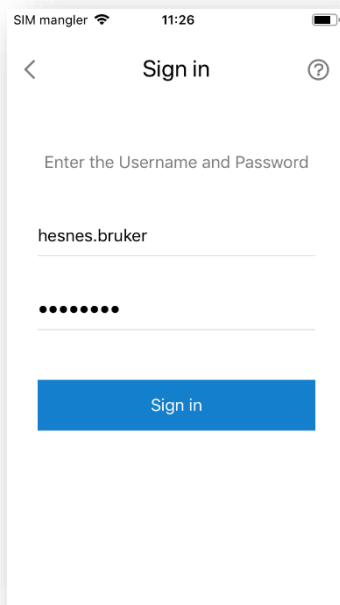 SIM mangler 11:26
Sign in
Enter the Username and Password
hesnes.bruker
••••••••
Sign in